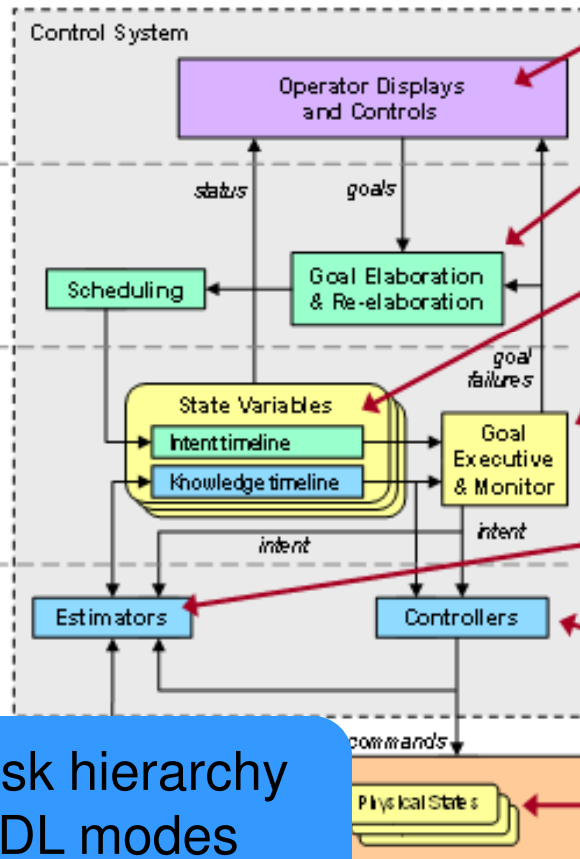 Control System
Operator Displays
and Controls
status
goals
Scheduling
Goal Elaboration
& Re-elaboration
goal
failures
State Variables
Intent timeline
Knowledge timeline
Goal
Executive
& Monitor
intent
intent
Estimators
Controllers
commands
sk hierarchy
DL modes
Physical States